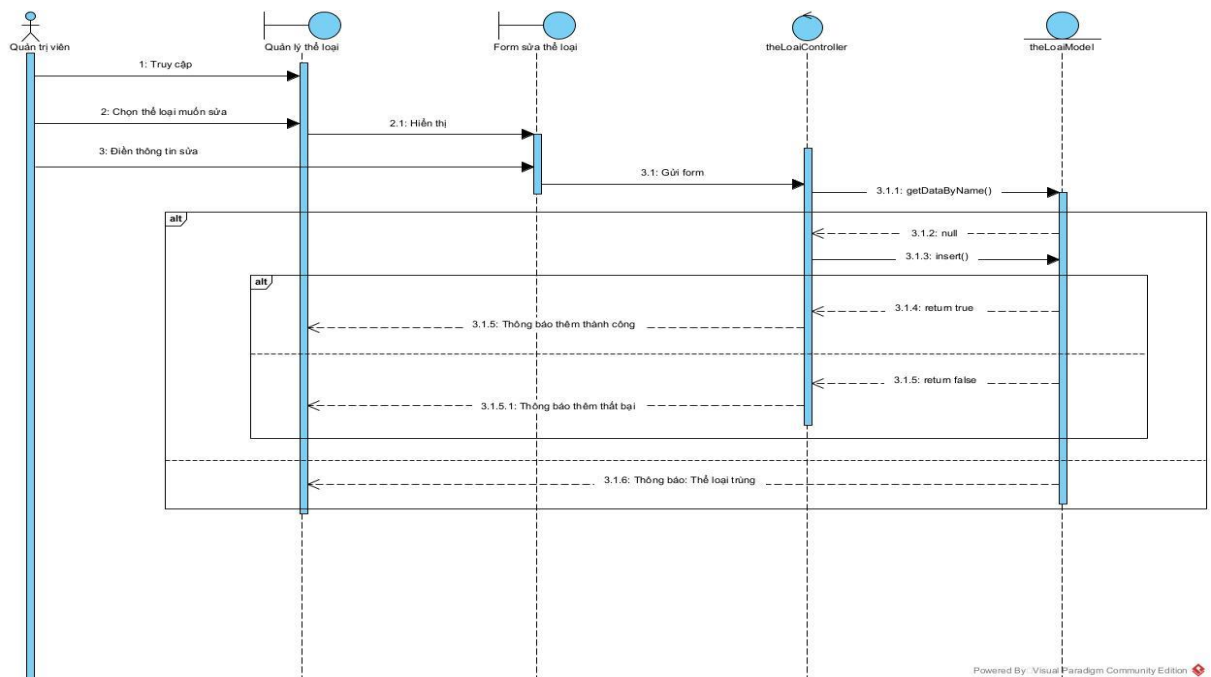 Quản trị viên
Quản lý thể loại
Form sửa thể loại
theLoaiController
theLoaiModel
1: Truy cập
2: Chọn thể loại muốn sửa
2.1: Hiển thị
3: Điền thông tin sửa
3.1: Gửi form
3.1.1: getDataByName()
alt
3.1.2: null
3.1.3: insert()
alt
3.1.4: return true
3.1.5: Thông báo thêm thành công
3.1.5: return false
3.1.5.1: Thông báo thêm thất bại
3.1.6: Thông báo: Thể loại trùng
Powered By Visual Paradigm Community Edition